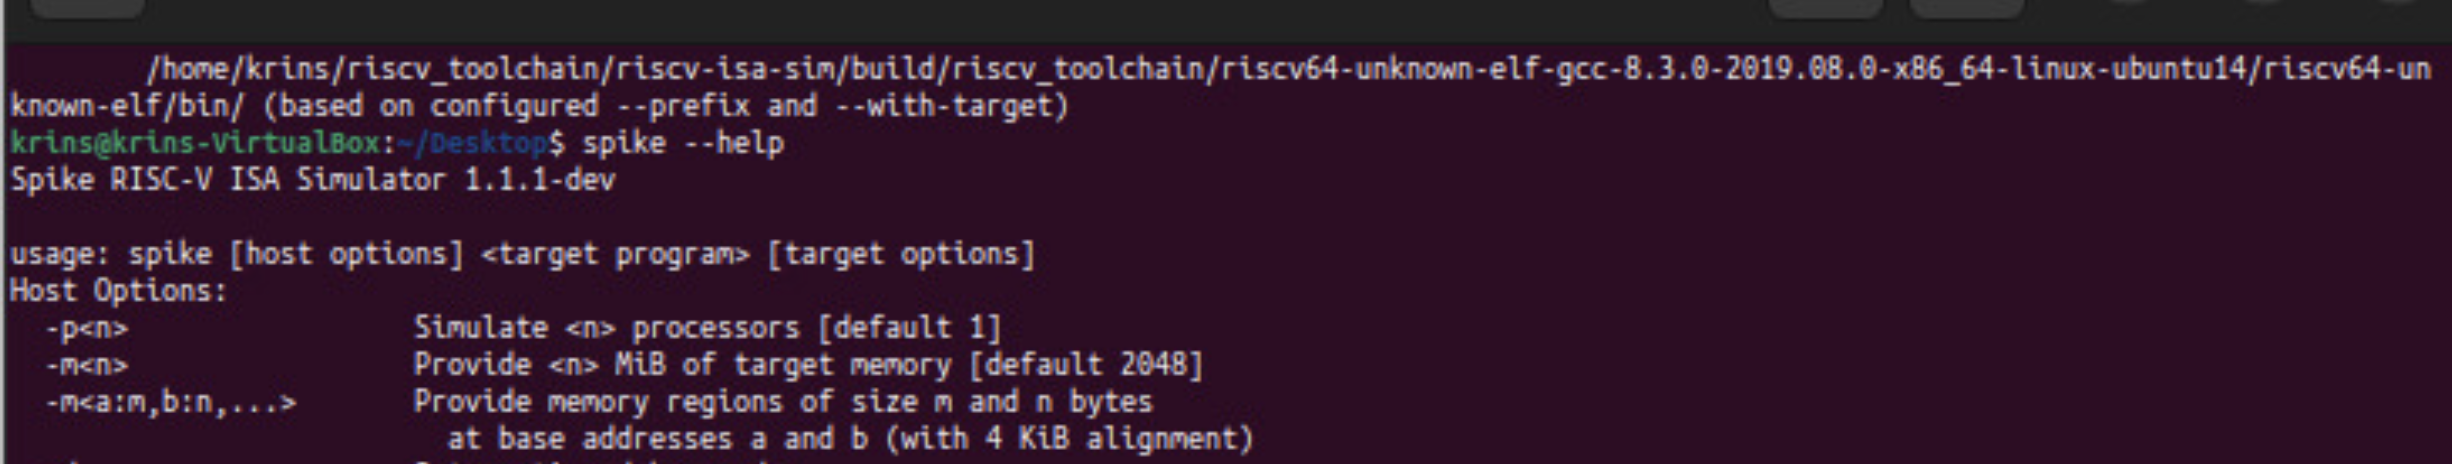 /home/krins/riscv_toolchain/riscv-isa-sim/build/riscv_toolchain/riscv64-unknown-elf-gcc-8.3.0-2019.08.0-x86_64-linux-ubuntu14/riscv64-un
known-elf/bin/ (based on configured --prefix and --with-target)
krins@krins-VirtualBox:~/Desktop$ spike --help
Spike RISC-V ISA Simulator 1.1.1-dev
usage: spike [host options] <target program> [target options]
Host Options:
-p<n> Simulate <n> processors [default 1]
-m<n> Provide <n> MiB of target memory [default 2048]
-m<a:m,b:n,...> Provide memory regions of size m and n bytes
at base addresses a and b (with 4 KiB alignment)